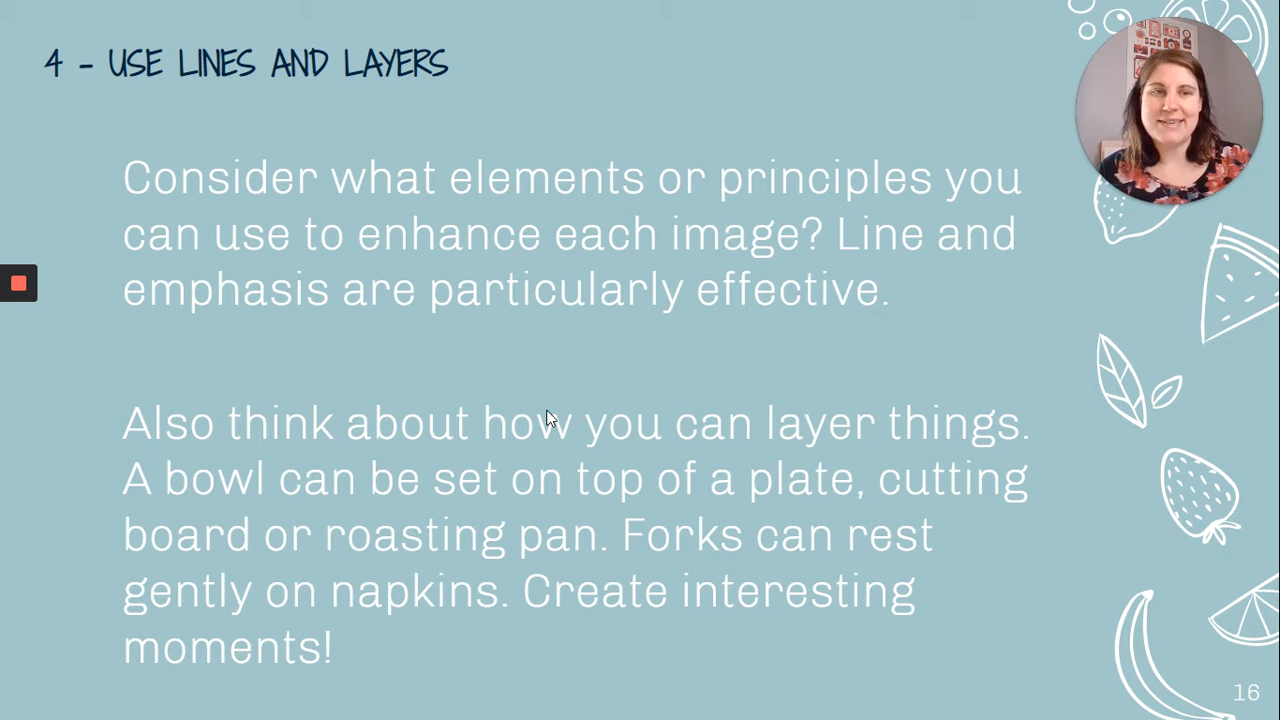 4 - USE LINES AND LAYERS
Consider what elements or principles you
can use to enhance each image? Line and
emphasis are particularly effective.
Also think about how you can layer things.
A bowl can be set on top of a plate, cutting
board or roasting pan. Forks can rest
gently on napkins. Create interesting
moments!
16